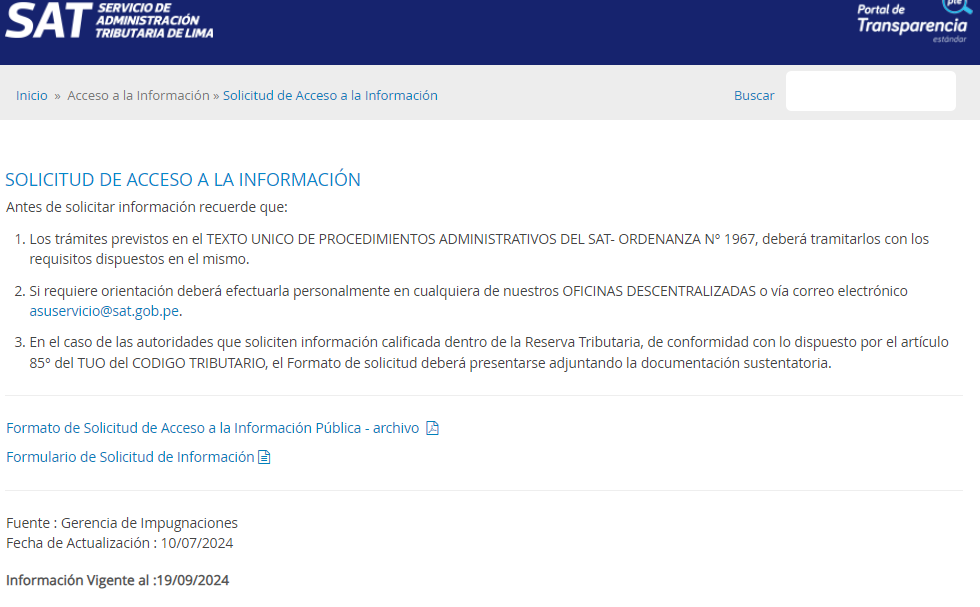 SAT SERVICIO DE
ADMINISTRACIÓN
TRIBUTARIA DE LIMA
Portal de
Transparencia
estándar
Inicio » Acceso a la Información » Solicitud de Acceso a la Información
Buscar
SOLICITUD DE ACCESO A LA INFORMACIÓN
Antes de solicitar información recuerde que:
1. Los trámites previstos en el TEXTO UNICO DE PROCEDIMIENTOS ADMINISTRATIVOS DEL SAT- ORDENANZA Nº 1967, deberá tramitarlos con los
requisitos dispuestos en el mismo.
2. Si requiere orientación deberá efectuarla personalmente en cualquiera de nuestros OFICINAS DESCENTRALIZADAS o vía correo electrónico
asuservicio@sat.gob.pe.
3. En el caso de las autoridades que soliciten información calificada dentro de la Reserva Tributaria, de conformidad con lo dispuesto por el artículo
85º del TUO del CODIGO TRIBUTARIO, el Formato de solicitud deberá presentarse adjuntando la documentación sustentatoria.
Formato de Solicitud de Acceso a la Información Pública - archivo
Formulario de Solicitud de Información
Fuente : Gerencia de Impugnaciones
Fecha de Actualización : 10/07/2024
Información Vigente al :19/09/2024